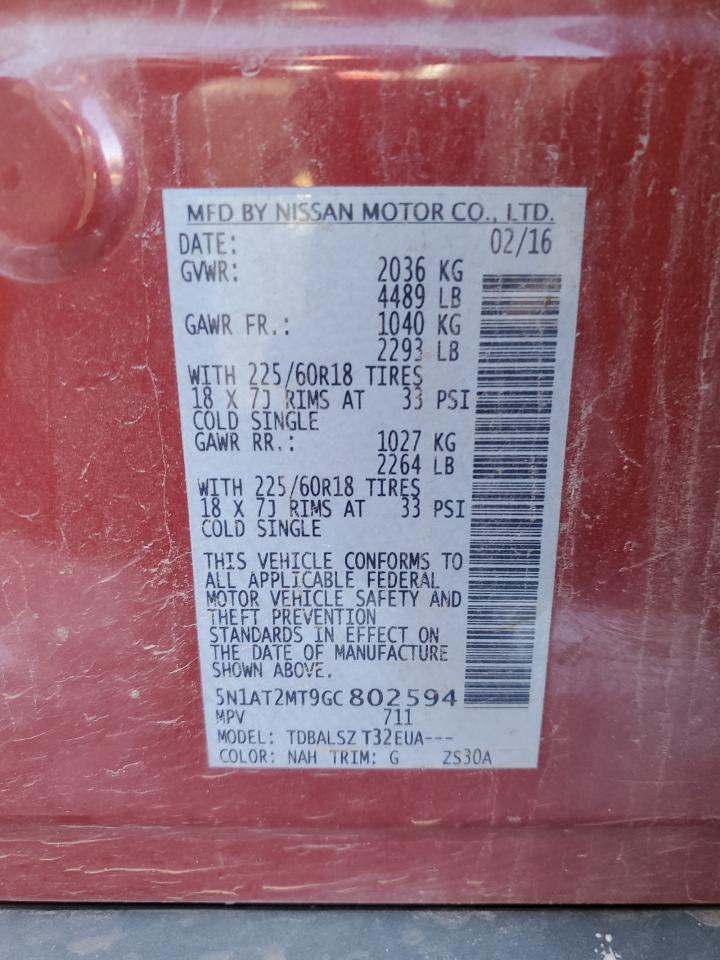 MFD BY NISSAN MOTOR CO., LTD.
DATE: 02/16
GVWR: 2036 KG
4489 LB
GAWR FR.: 1040 KG
2293 LB
WITH 225/60R18 TIRES
18 X 7J RIMS AT 33 PSI
COLD SINGLE
GAWR RR.: 1027 KG
2264 LB
WITH 225/60R18 TIRES
18 X 7J RIMS AT 33 PSI
COLD SINGLE
THIS VEHICLE CONFORMS TO
ALL APPLICABLE FEDERAL
MOTOR VEHICLE SAFETY AND
THEFT PREVENTION
STANDARDS IN EFFECT ON
THE DATE OF MANUFACTURE
SHOWN ABOVE.
5N1AT2MT9GC802594
MPV 711
MODEL: TDBALSZ T32EUA---
COLOR: NAH TRIM: G ZS30A